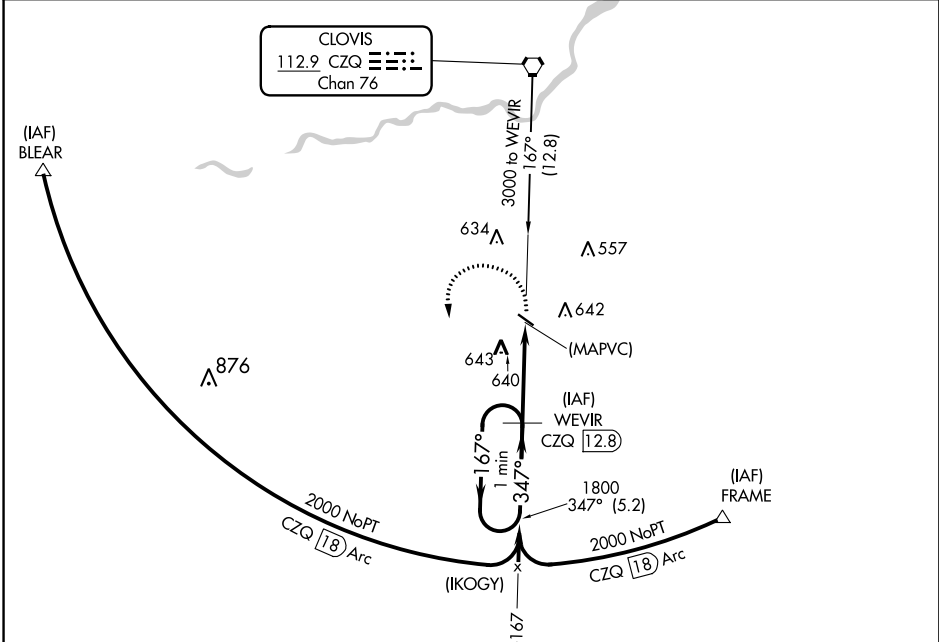 CLOVIS
112.9 CZQ
Chan 76
(IAF)
BLEAR
3000 to WEVIR
167°
(12.8)
634
557
642
(MAPVC)
643
640
876
(IAF)
WEVIR
CZQ 12.8
167°
1 min
347°
1800
347° (5.2)
(IAF)
FRAME
2000 NoPT
CZQ 18 Arc
2000 NoPT
CZQ 18 Arc
(IKOGY)
x
167